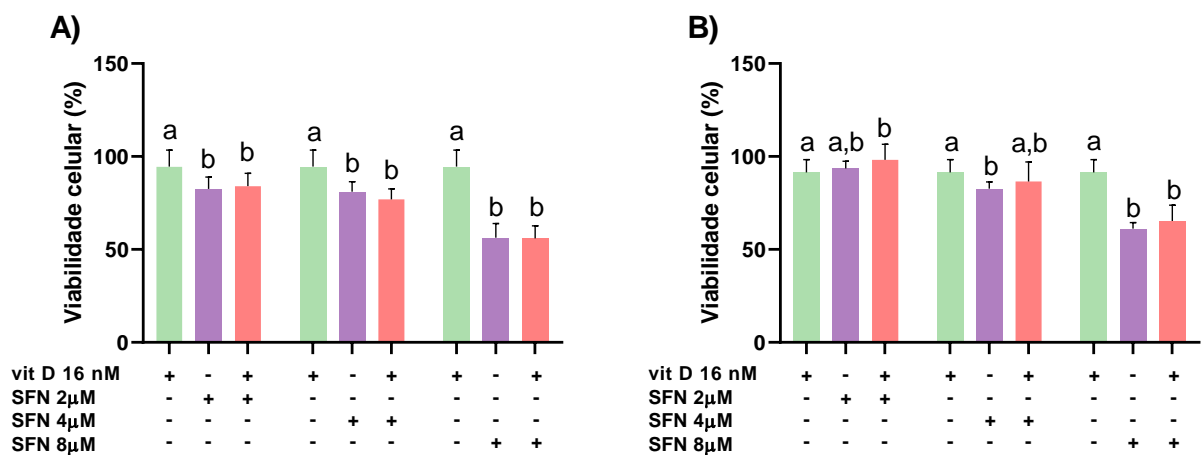 A)
Viabilidade celular (%)
150
100
50
0
a b b a b b a b b
vit D 16 nM + - + + - + + - +
SFN 2μM - + + - - - - - -
SFN 4μM - - - - + + - - -
SFN 8μM - - - - - - - + +
B)
Viabilidade celular (%)
150
100
50
0
a a,b b a b a,b a b b
vit D 16 nM + - + + - + + - +
SFN 2μM - + + - - - - - -
SFN 4μM - - - - + + - - -
SFN 8μM - - - - - - - + +